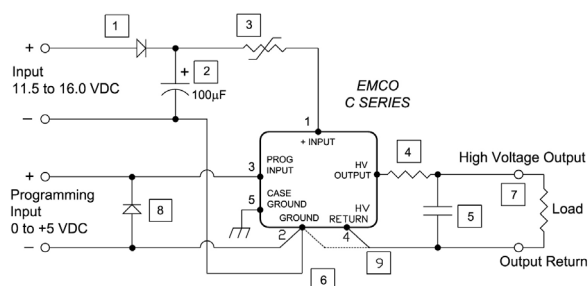 1
3
+
Input
11.5 to 16.0 VDC
−
+
2
100µF
EMCO
C SERIES
1
+ INPUT
4
High Voltage Output
+
3
PROG
INPUT
HV
OUTPUT
7
Programming
Input
0 to +5 VDC
−
8
5
CASE
GROUND
GROUND
HV
RETURN
5
Load
2
4
9
6
Output Return